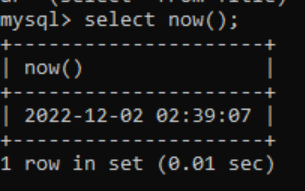 mysql> select now();
+---------------------+
| now()               |
+---------------------+
| 2022-12-02 02:39:07 |
+---------------------+
1 row in set (0.01 sec)